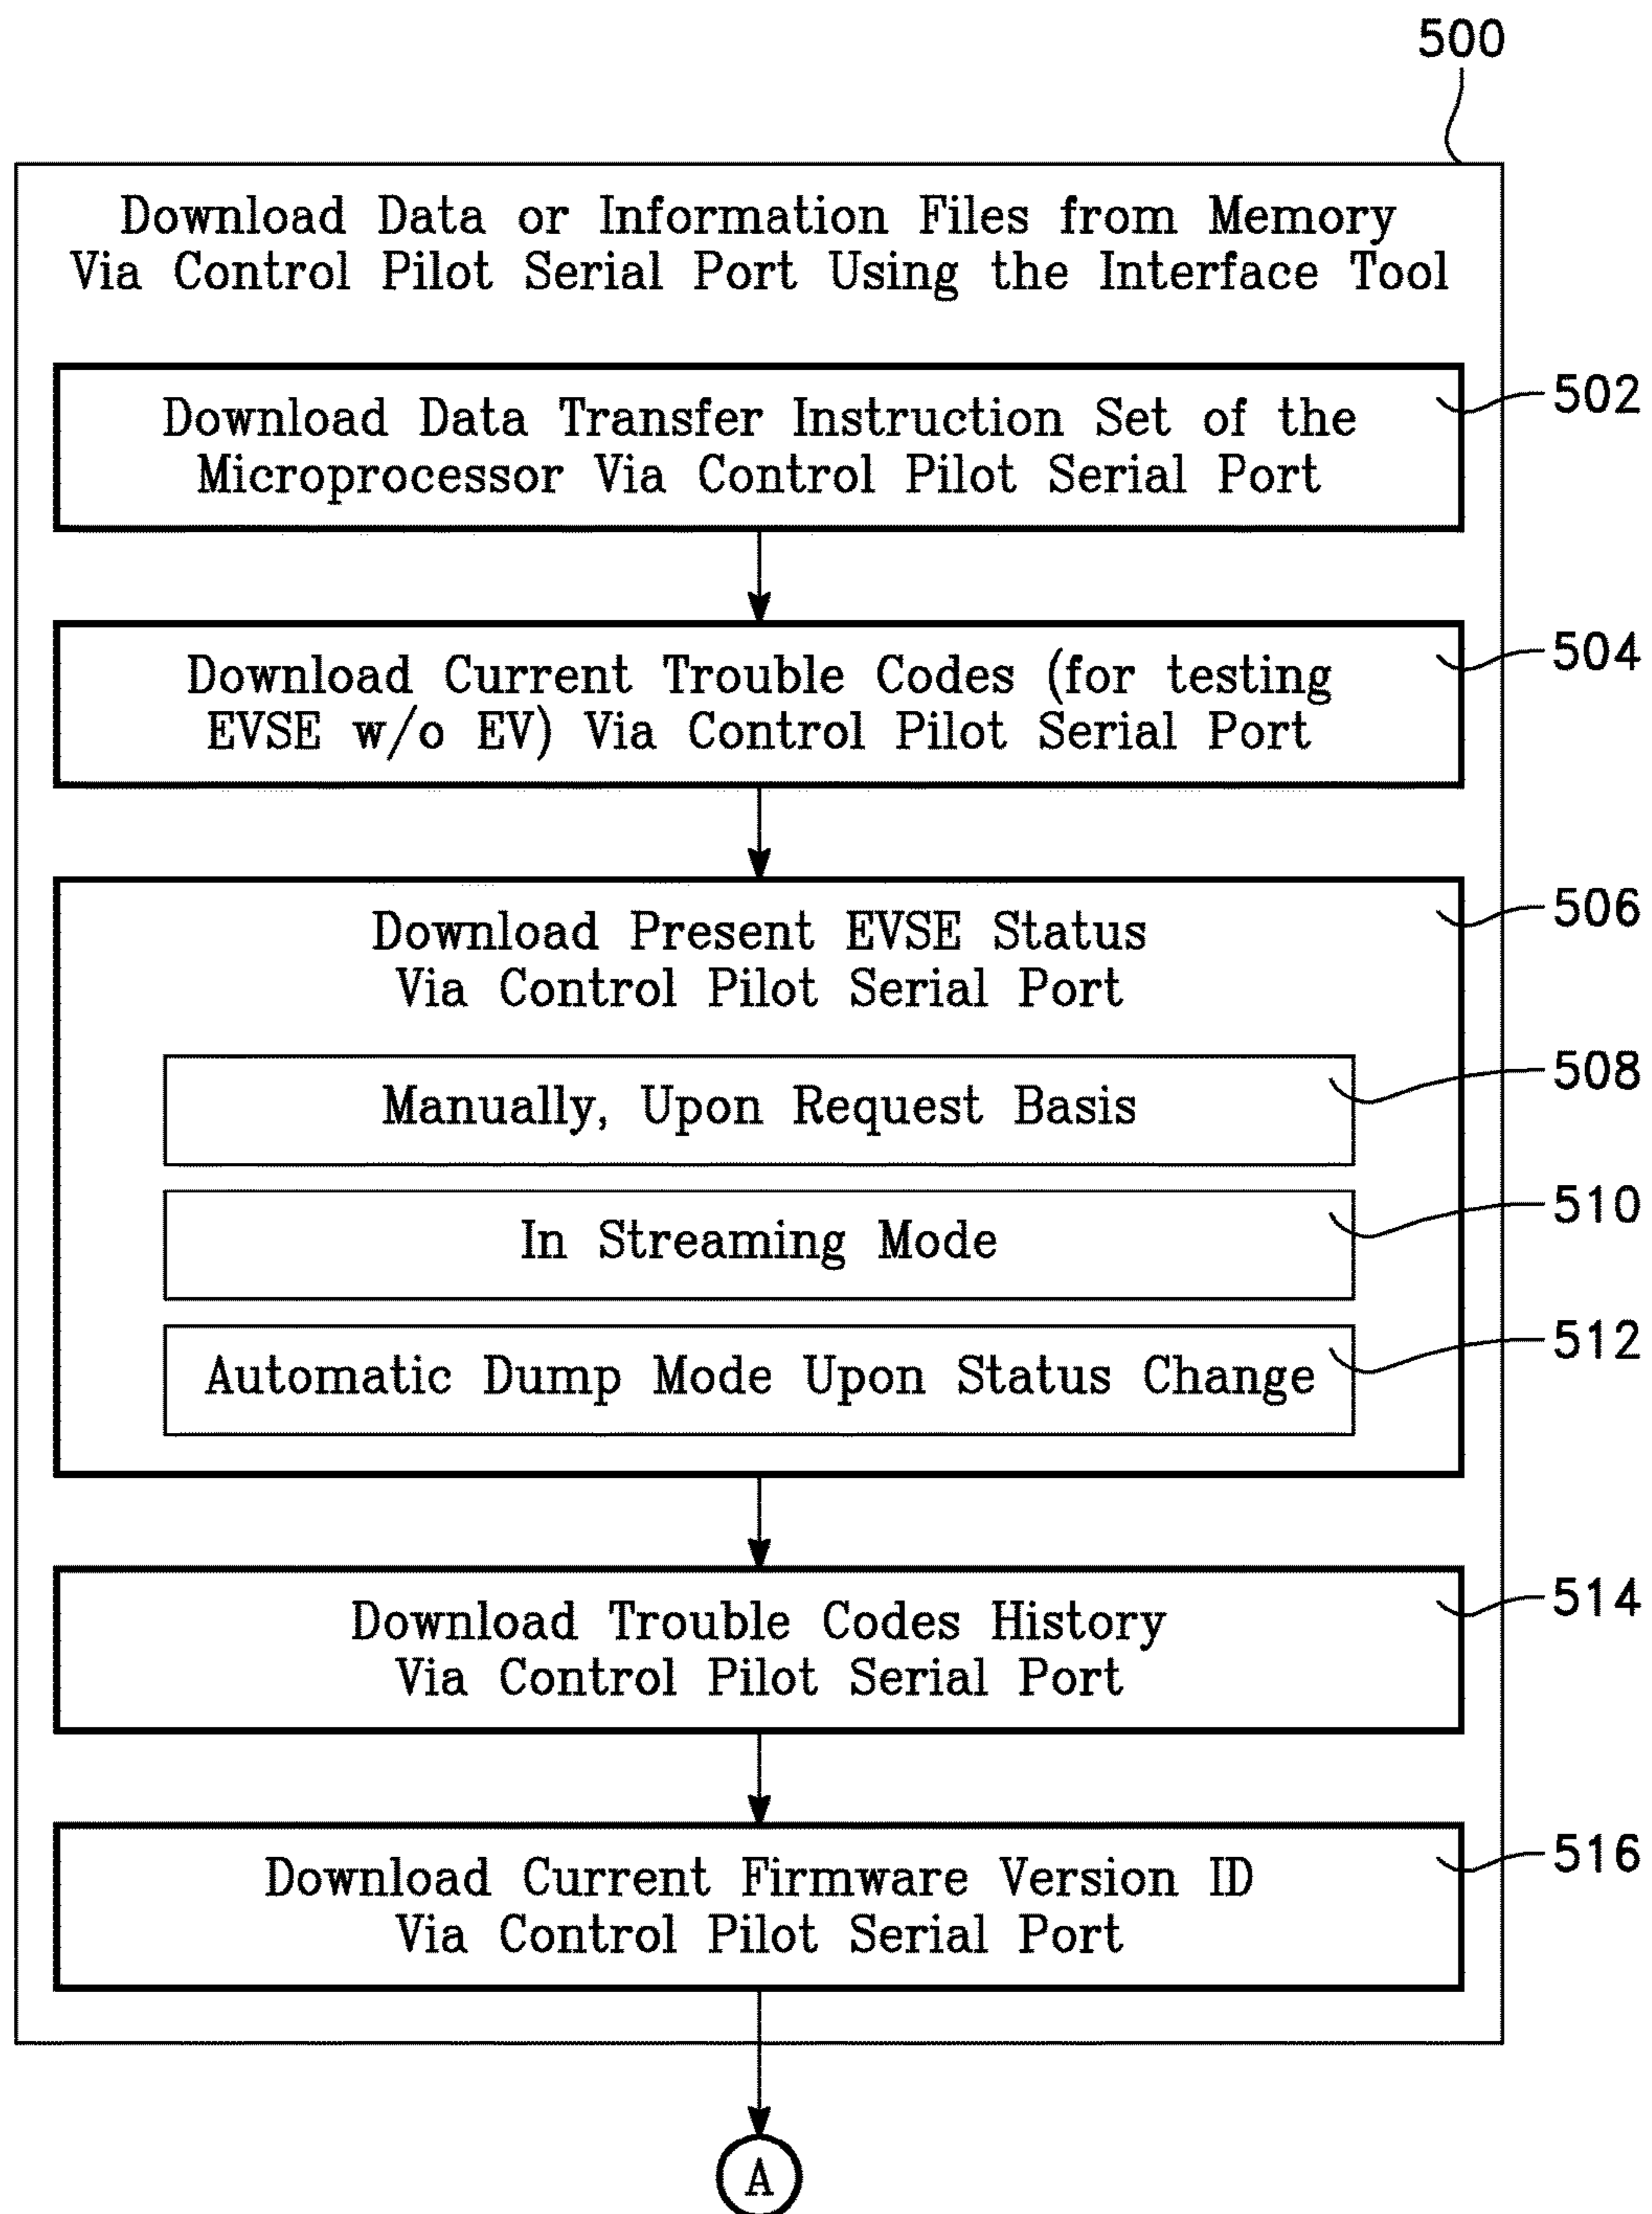 500
Download Data or Information Files from Memory
Via Control Pilot Serial Port Using the Interface Tool
Download Data Transfer Instruction Set of the
Microprocessor Via Control Pilot Serial Port
502
Download Current Trouble Codes (for testing
EVSE w/o EV) Via Control Pilot Serial Port
504
Download Present EVSE Status
Via Control Pilot Serial Port
506
Manually, Upon Request Basis
508
In Streaming Mode
510
Automatic Dump Mode Upon Status Change
512
Download Trouble Codes History
Via Control Pilot Serial Port
514
Download Current Firmware Version ID
Via Control Pilot Serial Port
516
A